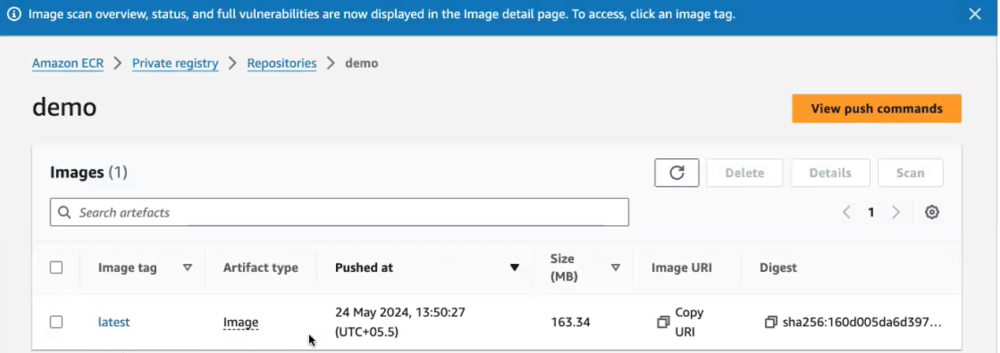 Image scan overview, status, and full vulnerabilities are now displayed in the Image detail page. To access, click an image tag.
Amazon ECR > Private registry > Repositories > demo
demo
View push commands
Images (1)
Delete
Details
Scan
Search artefacts
1
Image tag
Artifact type
Pushed at
Size
(MB)
Image URI
Digest
latest
Image
24 May 2024, 13:50:27
(UTC+05.5)
163.34
Copy
URI
sha256:160d005da6d397...